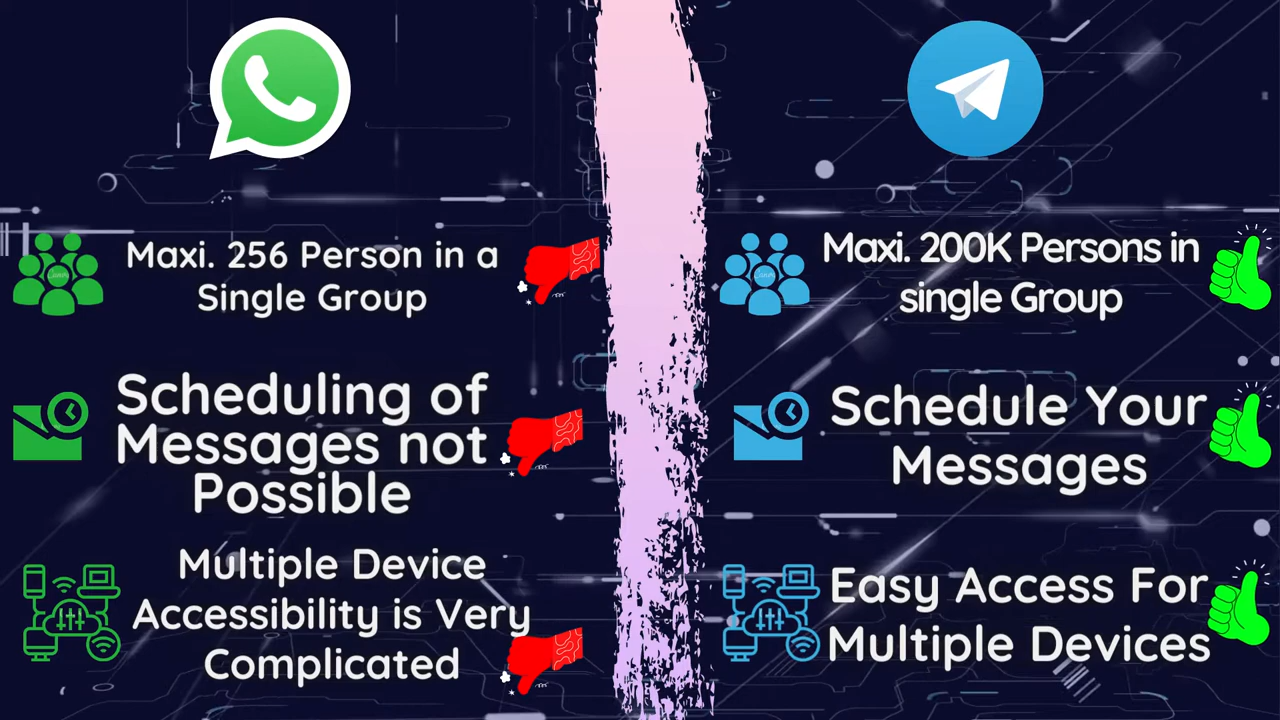 Maxi. 256 Person in a
Single Group
Scheduling of
Messages not
Possible
Multiple Device
Accessibility is Very
Complicated
Maxi. 200K Persons in
single Group
Schedule Your
Messages
Easy Access For
Multiple Devices